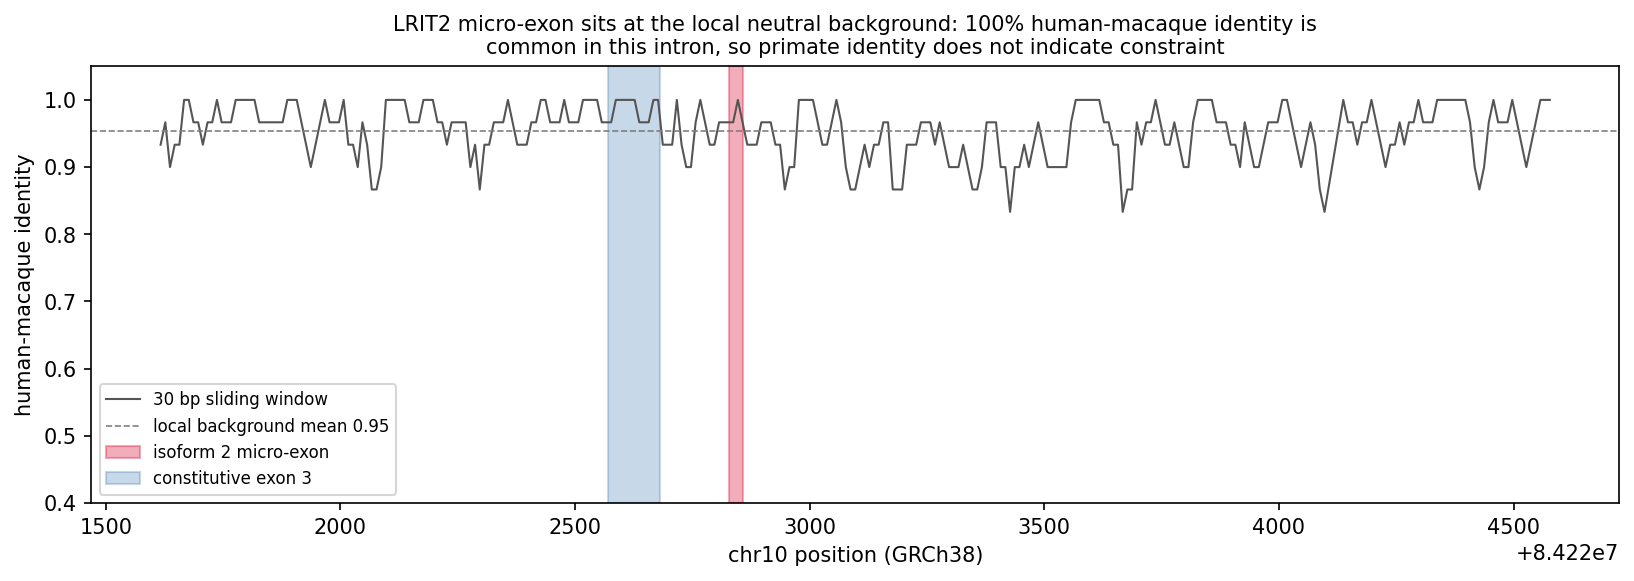 LRIT2 micro-exon sits at the local neutral background: 100% human-macaque identity is
common in this intron, so primate identity does not indicate constraint
human-macaque identity
1.0
0.9
0.8
0.7
0.6
0.5
0.4
30 bp sliding window
local background mean 0.95
isoform 2 micro-exon
constitutive exon 3
1500 2000 2500 3000 3500 4000 4500
chr10 position (GRCh38)
+8.422e7